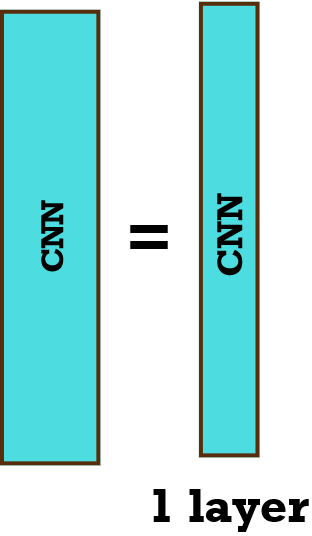 CNN
=
CNN
1 layer